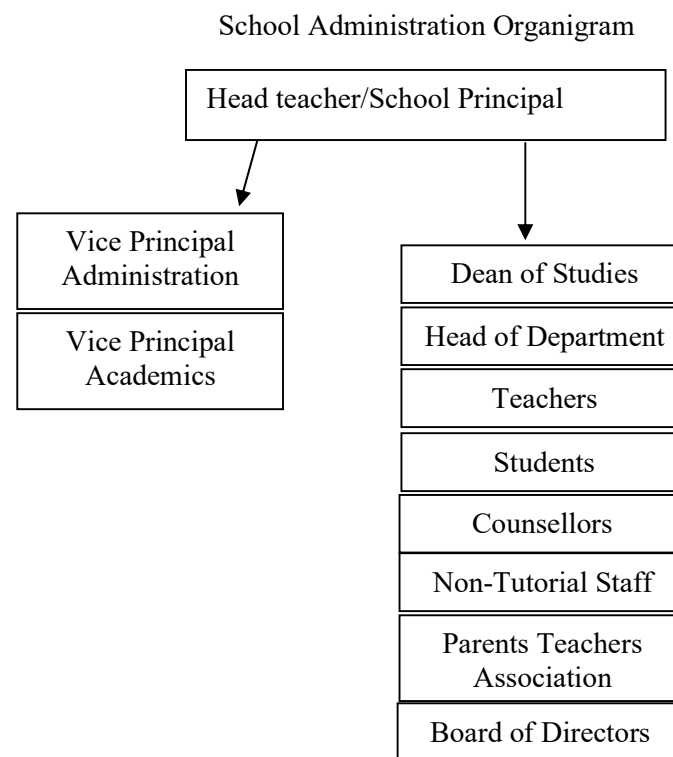 School Administration Organigram
Head teacher/School Principal
Vice Principal
Administration
Vice Principal
Academics
Dean of Studies
Head of Department
Teachers
Students
Counsellors
Non-Tutorial Staff
Parents Teachers
Association
Board of Directors